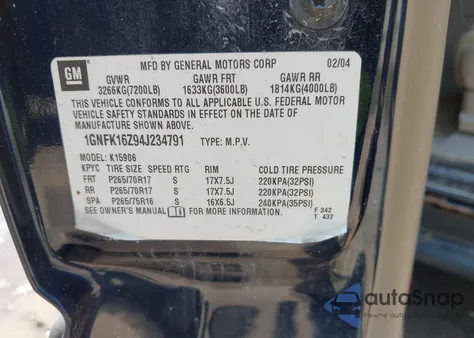 GM
MFD BY GENERAL MOTORS CORP 02/04
GVWR GAWR FRT GAWR RR
3266KG(7200LB) 1633KG(3600LB) 1814KG(4000LB)
THIS VEHICLE CONFORMS TO ALL APPLICABLE U.S. FEDERAL MOTOR
VEHICLE SAFETY STANDARDS IN EFFECT ON THE DATE OF
MANUFACTURE SHOWN ABOVE.
1GNFK16Z94J234791 TYPE: M.P.V.
MODEL: K15906
KPYC TIRE SIZE SPEED RTG RIM COLD TIRE PRESSURE
FRT P265/70R17 S 17X7.5J 220KPA(32PSI)
RR P265/70R17 S 17X7.5J 220KPA(32PSI)
SPA P265/75R16 S 16X6.5J 240KPA(35PSI)
SEE OWNER'S MANUAL FOR MORE INFORMATION.
F 342
T 432
autoSnap